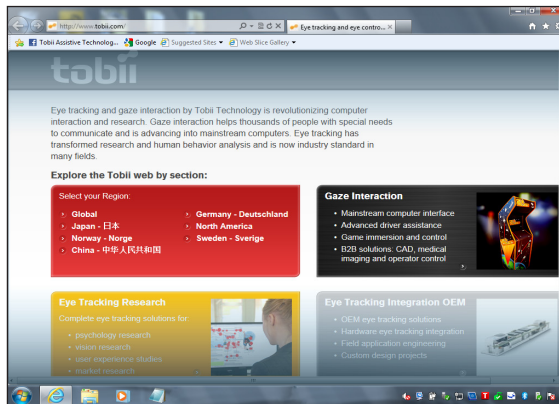 http://www.tobii.com/
Eye tracking and eye contro...
Tobii Assistive Technolog...
Google
Suggested Sites
Web Slice Gallery
tobii
Eye tracking and gaze interaction by Tobii Technology is revolutionizing computer
interaction and research. Gaze interaction helps thousands of people with special needs
to communicate and is advancing into mainstream computers. Eye tracking has
transformed research and human behavior analysis and is now industry standard in
many fields.
Explore the Tobii web by section:
Select your Region:
Global
Japan - 日本
Norway - Norge
China - 中华人民共和国
Germany - Deutschland
North America
Sweden - Sverige
Gaze Interaction
Mainstream computer interface
Advanced driver assistance
Game immersion and control
B2B solutions: CAD, medical
imaging and operator control
Eye Tracking Research
Complete eye tracking solutions for:
psychology research
vision research
user experience studies
market research
Eye Tracking Integration OEM
OEM eye tracking solutions
Hardware eye tracking integration
Field application engineering
Custom design projects